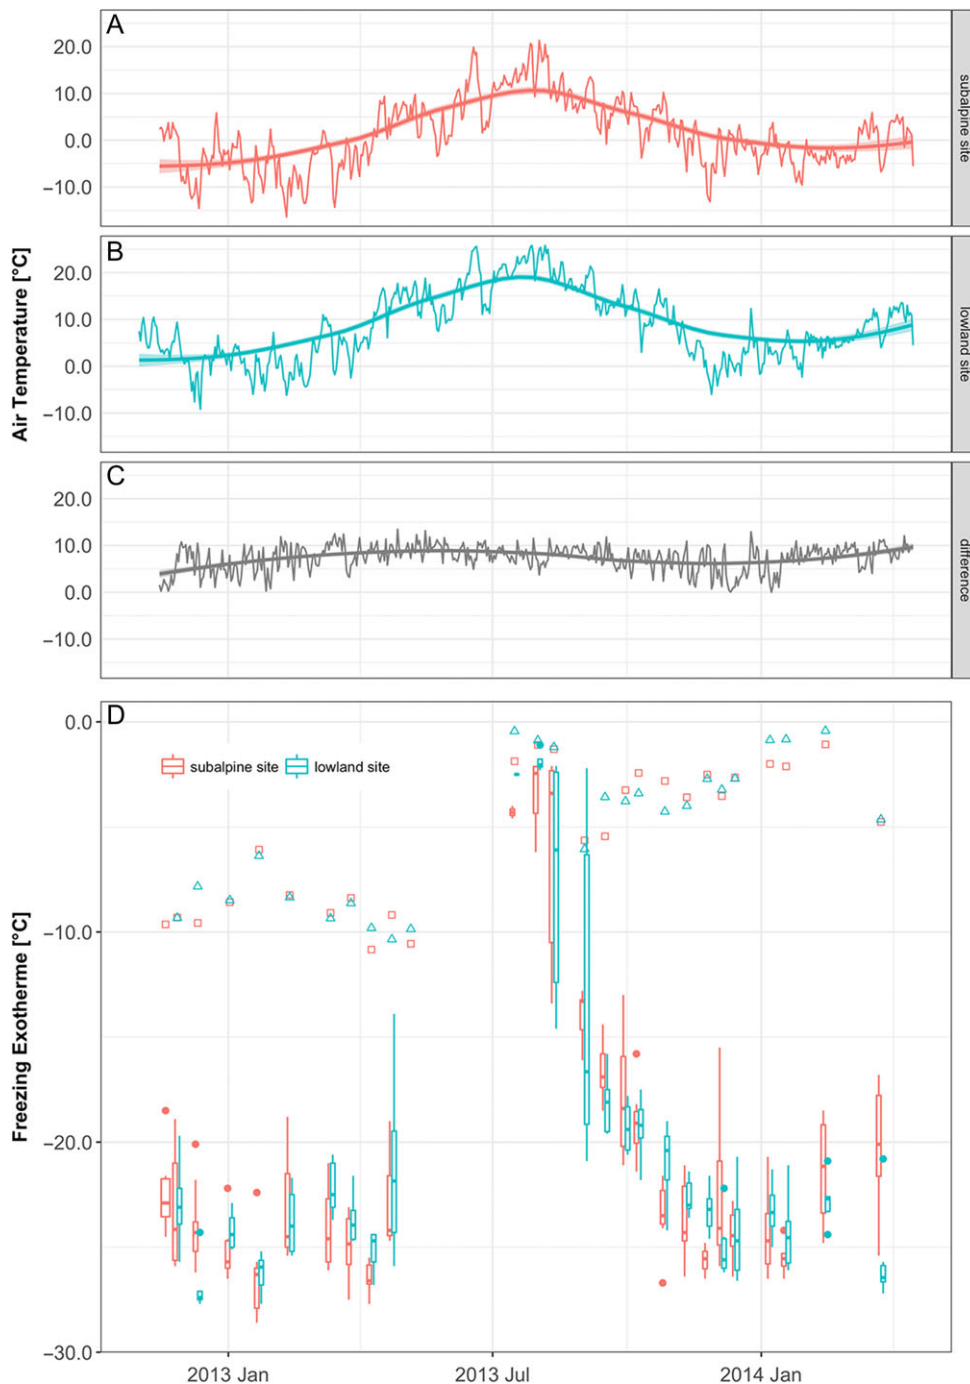 A
20.0
10.0
0.0
−10.0
subalpine site
B
20.0
10.0
0.0
−10.0
lowland site
Air Temperature [°C]
C
20.0
10.0
0.0
−10.0
difference
D
0.0
subalpine site lowland site
−10.0
−20.0
−30.0
Freezing Exotherme [°C]
2013 Jan 2013 Jul 2014 Jan